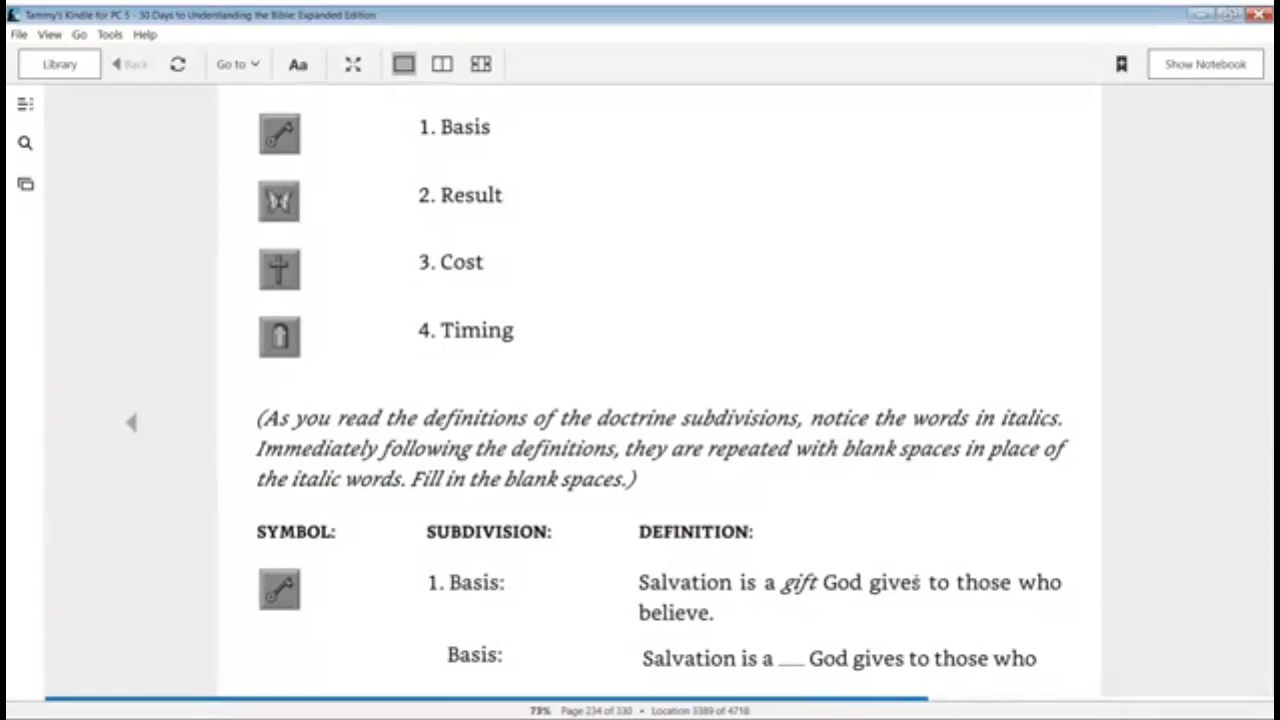 Tammy's Kindle for PC 5 - 30 Days to Understanding the Bible: Expanded Edition
File View Go Tools Help
Library Back Go to Aa Show Notebook
1. Basis
2. Result
3. Cost
4. Timing
(As you read the definitions of the doctrine subdivisions, notice the words in italics.
Immediately following the definitions, they are repeated with blank spaces in place of
the italic words. Fill in the blank spaces.)
SYMBOL: SUBDIVISION: DEFINITION:
1. Basis: Salvation is a gift God gives to those who
believe.
Basis: Salvation is a ___ God gives to those who
73% Page 234 of 330 • Location 3389 of 4718